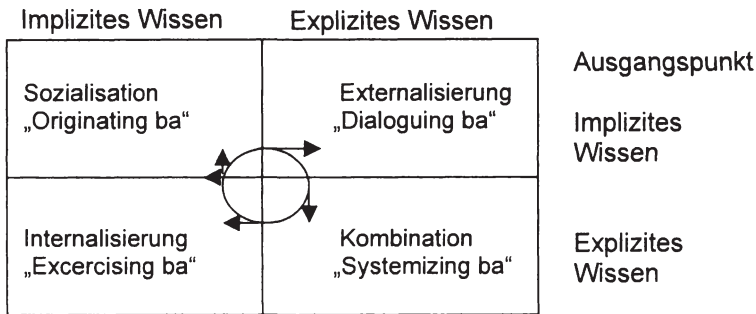 Implizites Wissen Explizites Wissen
Ausgangspunkt
Sozialisation
„Originating ba“
Externalisierung
„Dialoguing ba“
Implizites
Wissen
Internalisierung
„Excercising ba“
Kombination
„Systemizing ba“
Explizites
Wissen